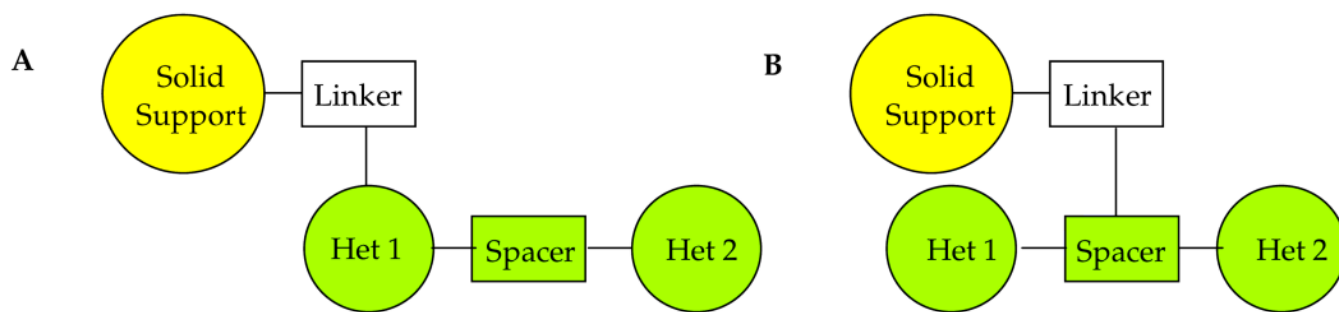 A
Solid
Support
Linker
Het 1
Spacer
Het 2
B
Solid
Support
Linker
Het 1
Spacer
Het 2